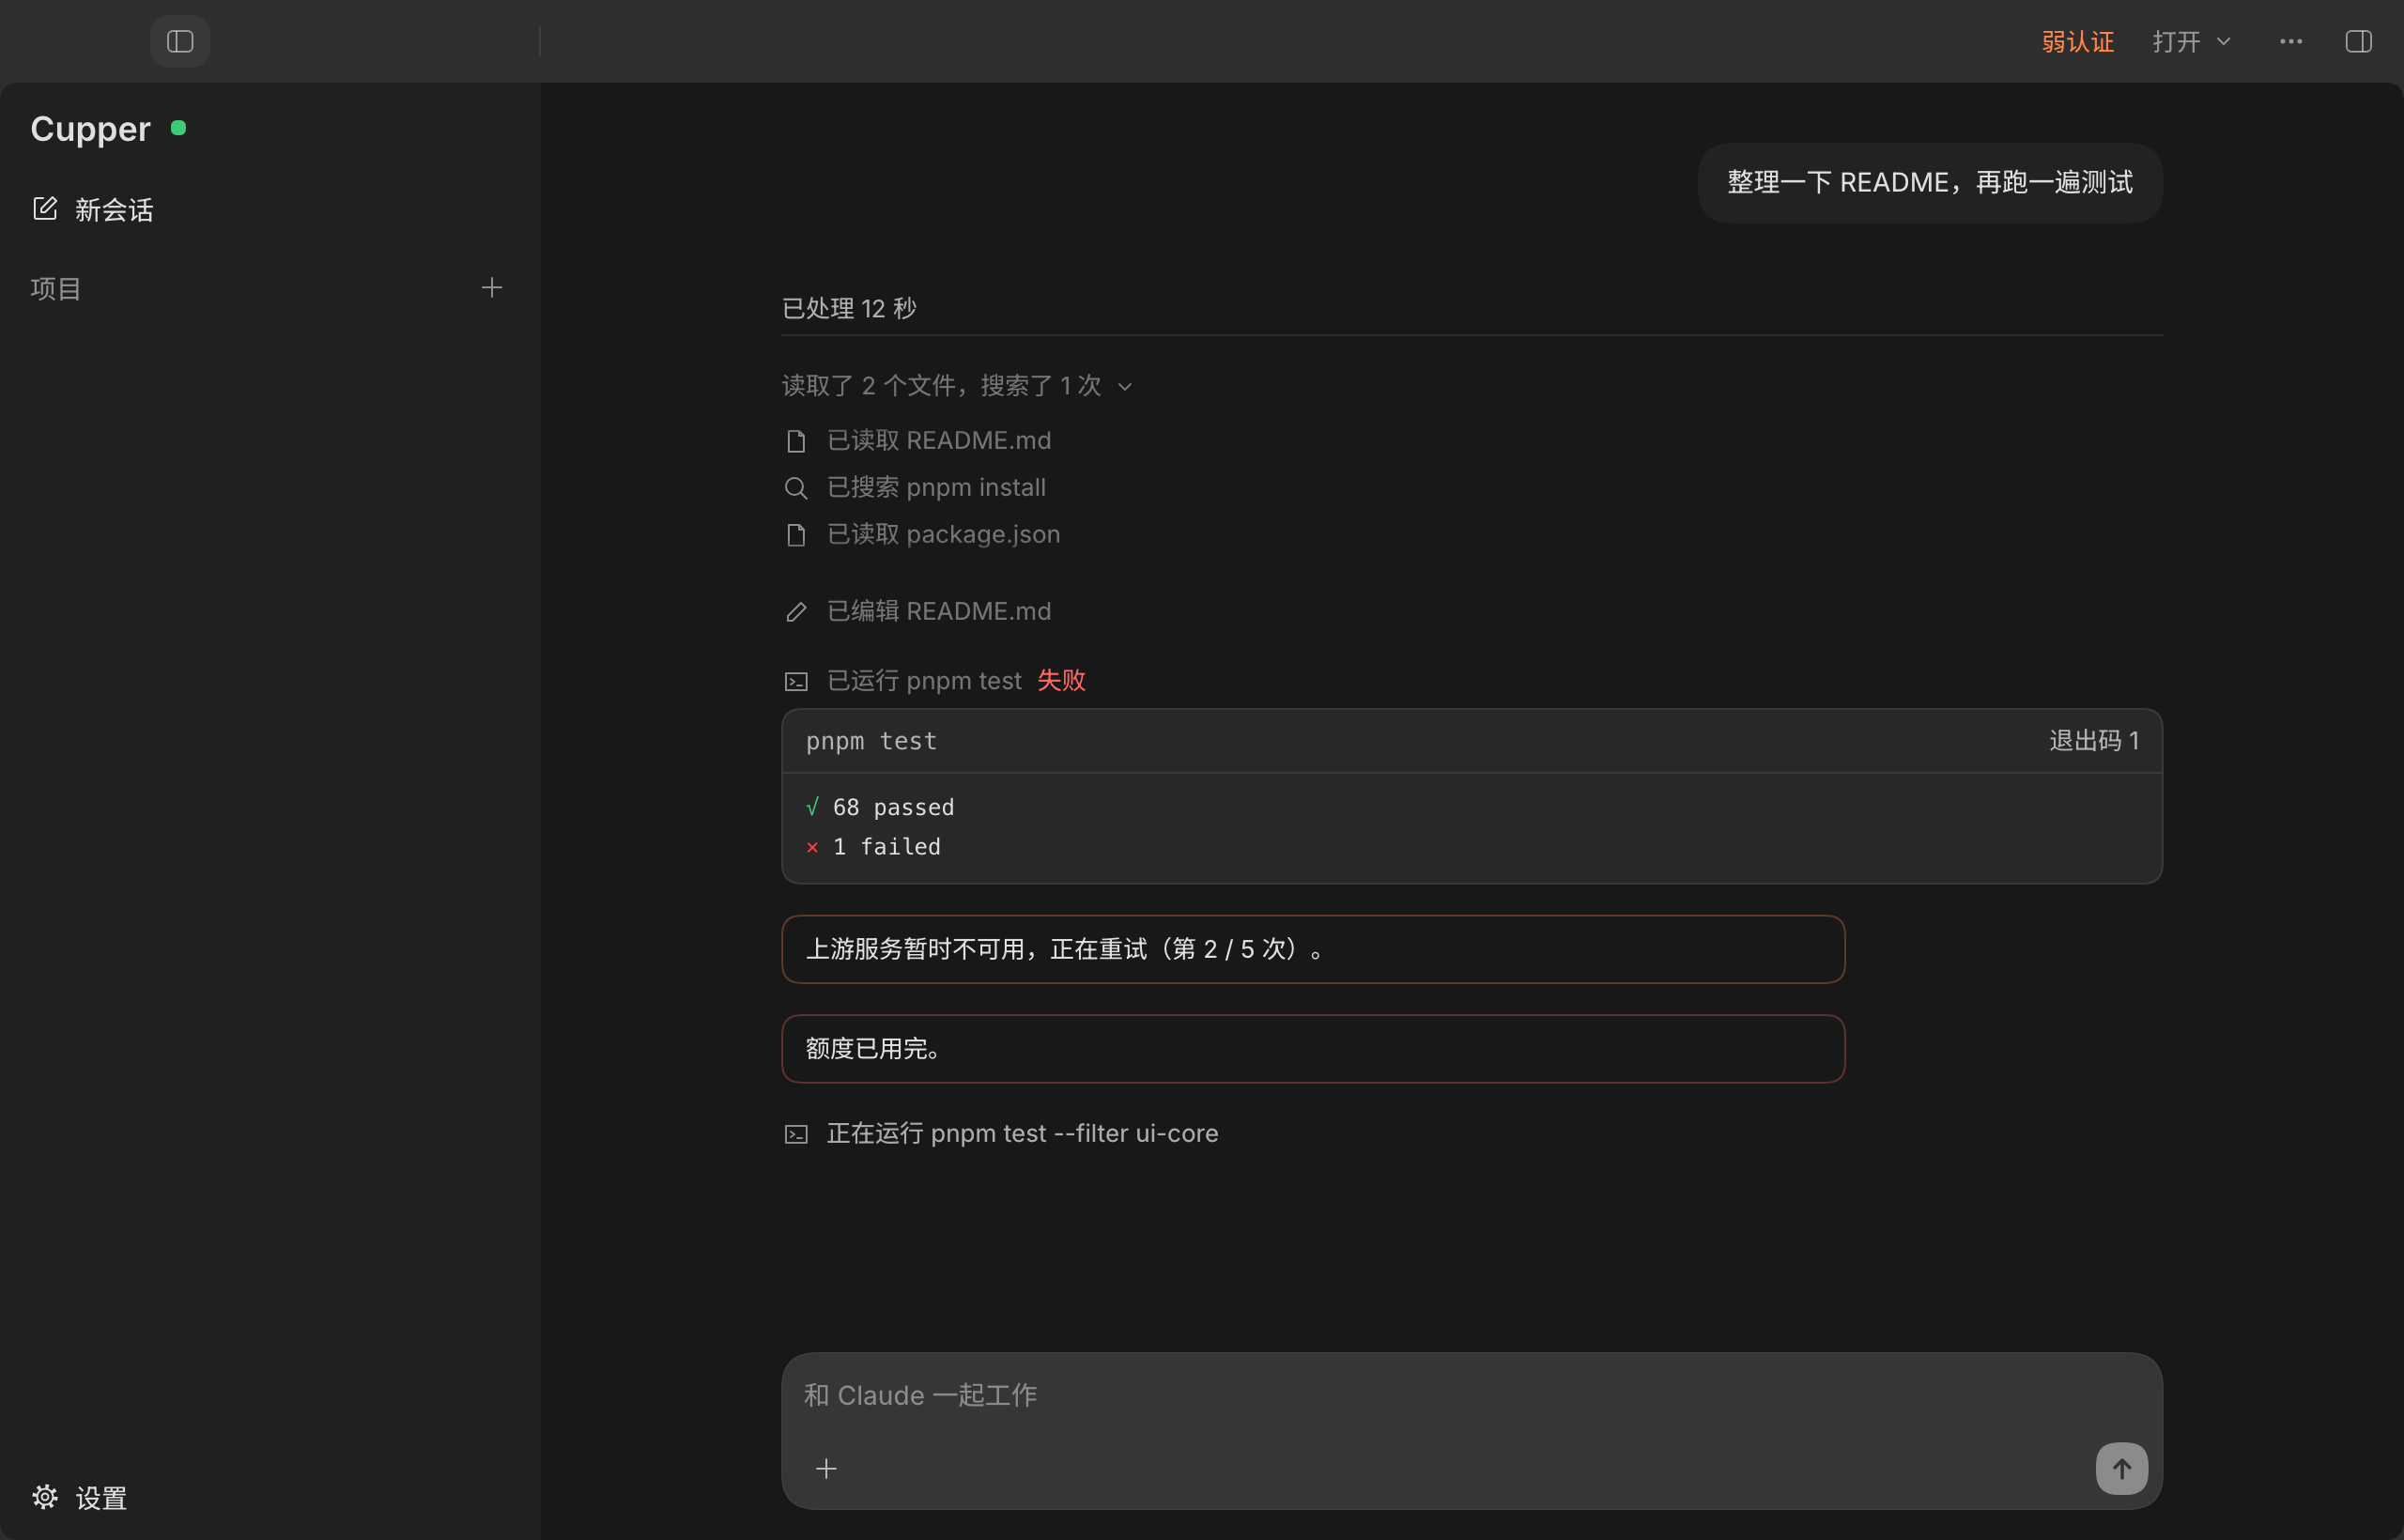 弱认证
打开
Cupper
新会话
项目
整理一下 README，再跑一遍测试
已处理 12 秒
读取了 2 个文件，搜索了 1 次
已读取 README.md
已搜索 pnpm install
已读取 package.json
已编辑 README.md
已运行 pnpm test 失败
pnpm test 退出码 1
√ 68 passed
× 1 failed
上游服务暂时不可用，正在重试（第 2 / 5 次）。
额度已用完。
正在运行 pnpm test --filter ui-core
和 Claude 一起工作
设置